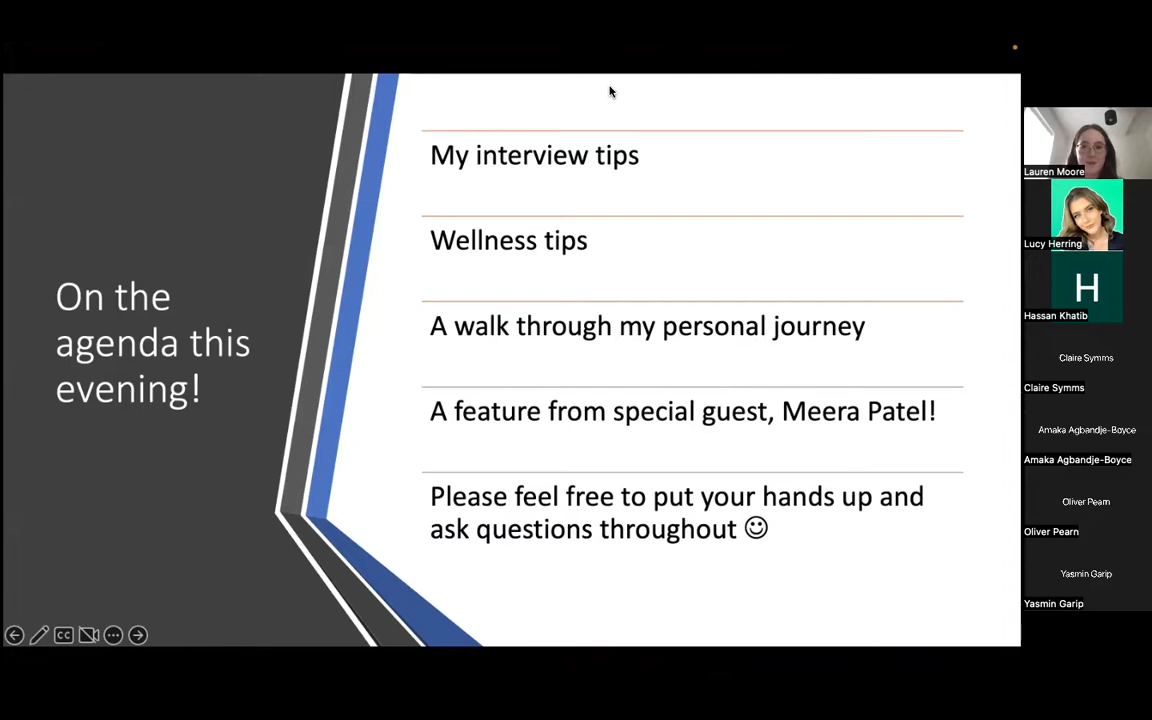 On the
agenda this
evening!
My interview tips
Wellness tips
A walk through my personal journey
A feature from special guest, Meera Patel!
Please feel free to put your hands up and
ask questions throughout ☺
CC
Lauren Moore
Lucy Herring
H
Hassan Khatib
Claire Symms
Claire Symms
Amaka Agbandje-Boyce
Amaka Agbandje-Boyce
Oliver Pearn
Oliver Pearn
Yasmin Garip
Yasmin Garip